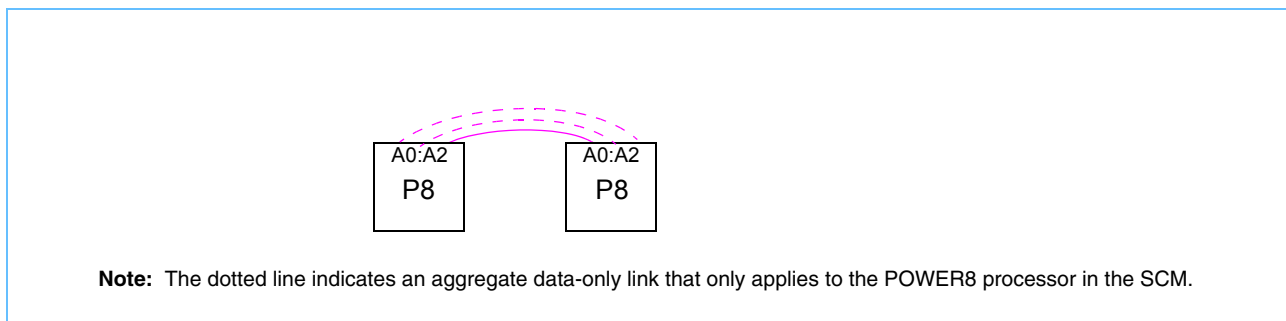 A0:A2 A0:A2
P8 P8
Note: The dotted line indicates an aggregate data-only link that only applies to the POWER8 processor in the SCM.